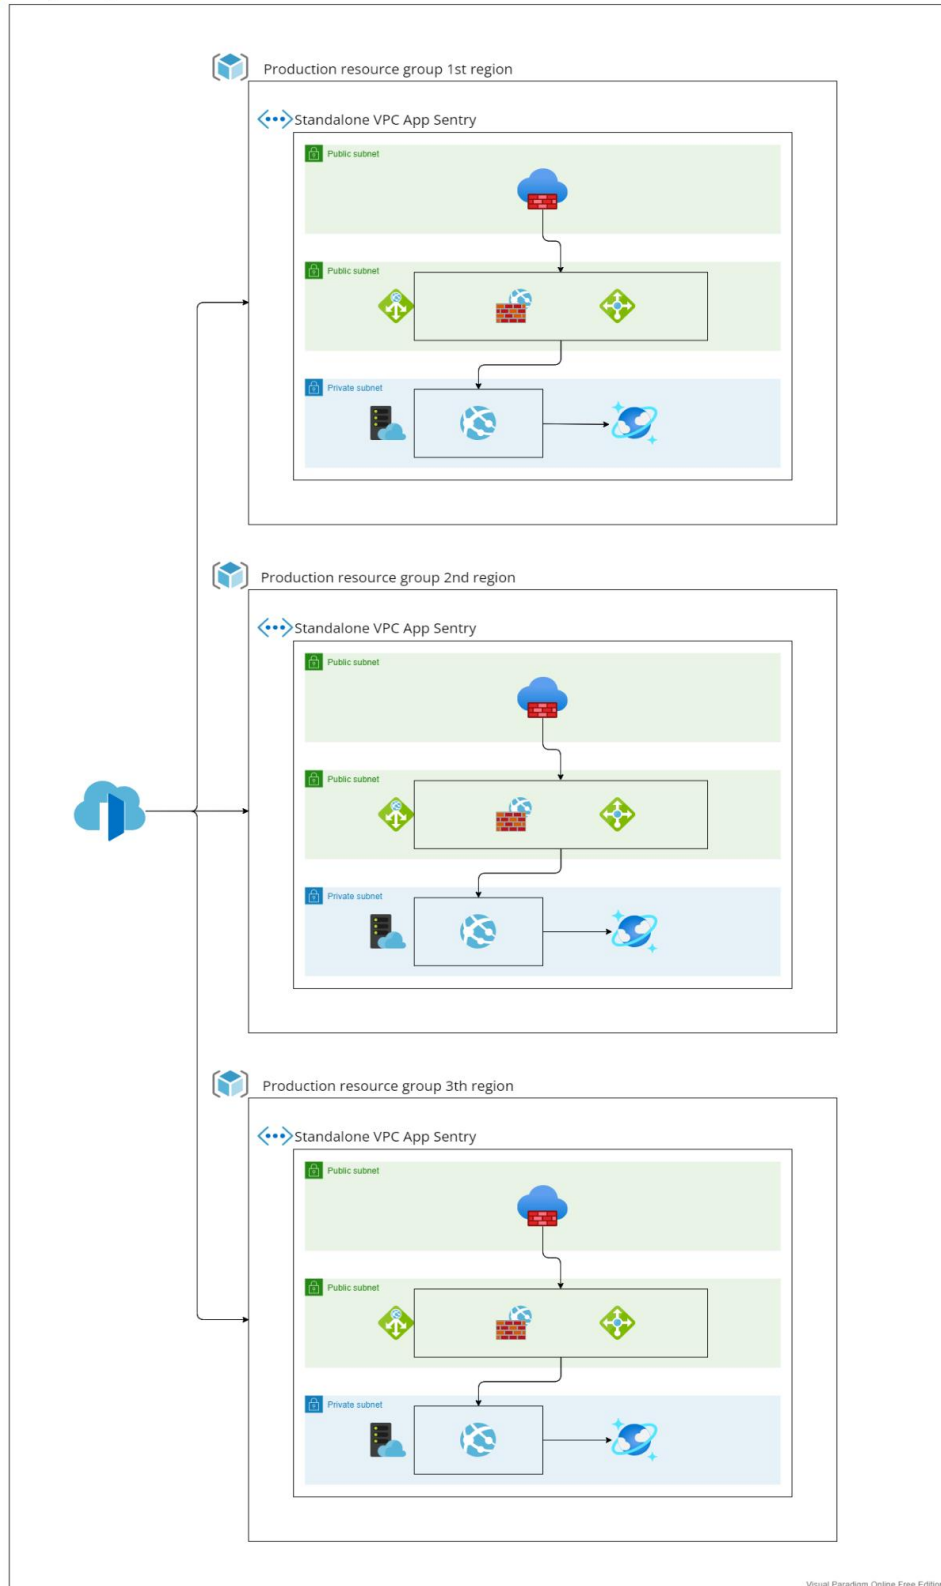 Production resource group 1st region
Standalone VPC App Sentry
Public subnet
Public subnet
Private subnet
Production resource group 2nd region
Standalone VPC App Sentry
Public subnet
Public subnet
Private subnet
Production resource group 3th region
Standalone VPC App Sentry
Public subnet
Public subnet
Private subnet
Visual Paradigm Online Free Edition